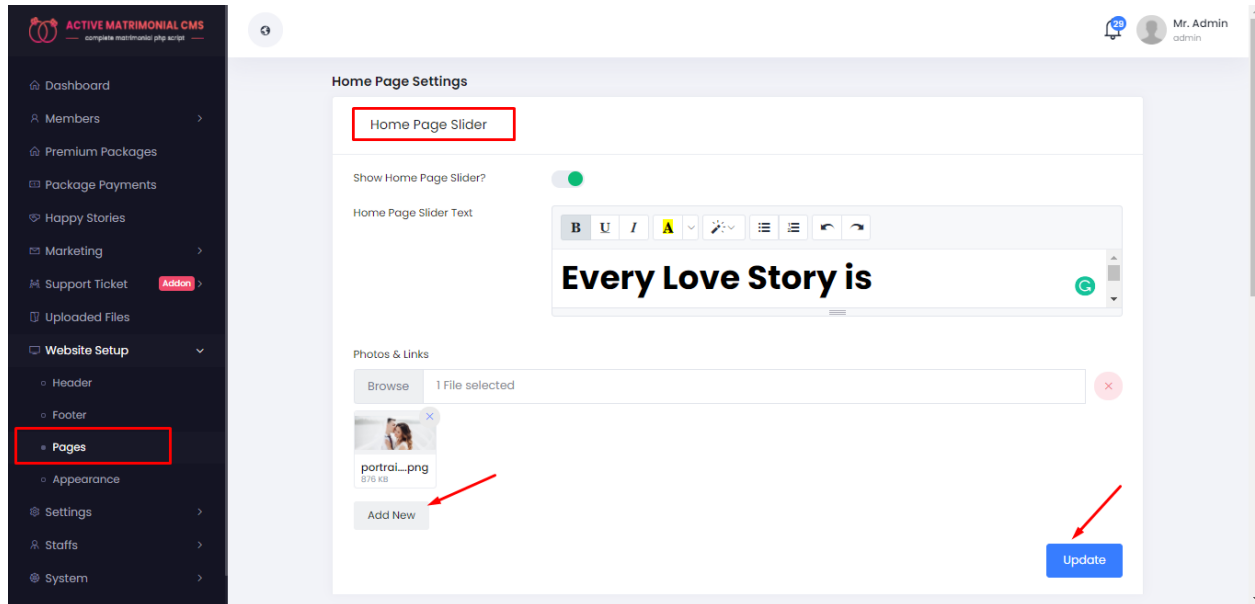 ACTIVE MATRIMONIAL CMS
complete matrimonial php script
29
Mr. Admin
admin
Dashboard
Members
Premium Packages
Package Payments
Happy Stories
Marketing
Support Ticket Addon
Uploaded Files
Website Setup
Header
Footer
Pages
Appearance
Settings
Staffs
System
Home Page Settings
Home Page Slider
Show Home Page Slider?
Home Page Slider Text
B U I A
Every Love Story is
Photos & Links
Browse 1 File selected
portrai....png
876 KB
Add New
Update